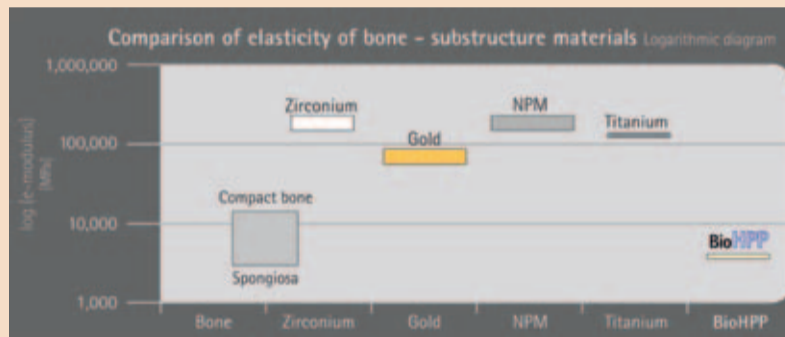 Comparison of elasticity of bone – substructure materials Logarithmic diagram
1,000,000
100,000
10,000
1,000
log [e-modulus]
[MPa]
Zirconium
NPM
Titanium
Gold
Compact bone
Spongiosa
BioHPP
Bone Zirconium Gold NPM Titanium BioHPP